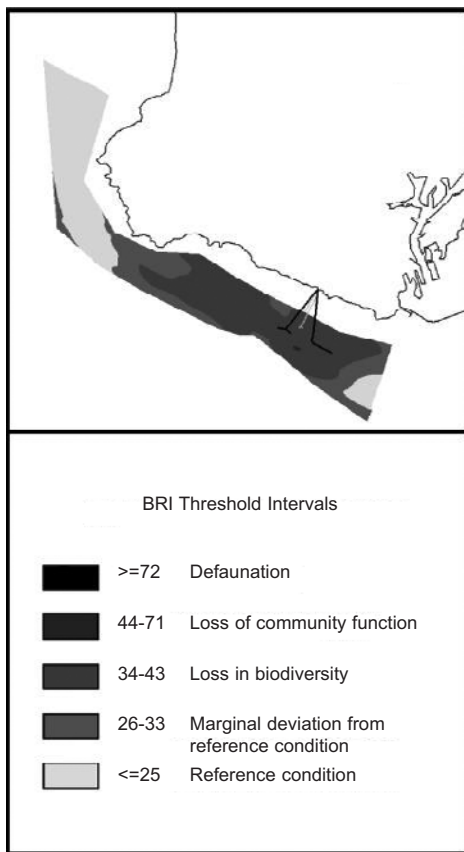 BRI Threshold Intervals
>=72 Defaunation
44-71 Loss of community function
34-43 Loss in biodiversity
26-33 Marginal deviation from
reference condition
<=25 Reference condition